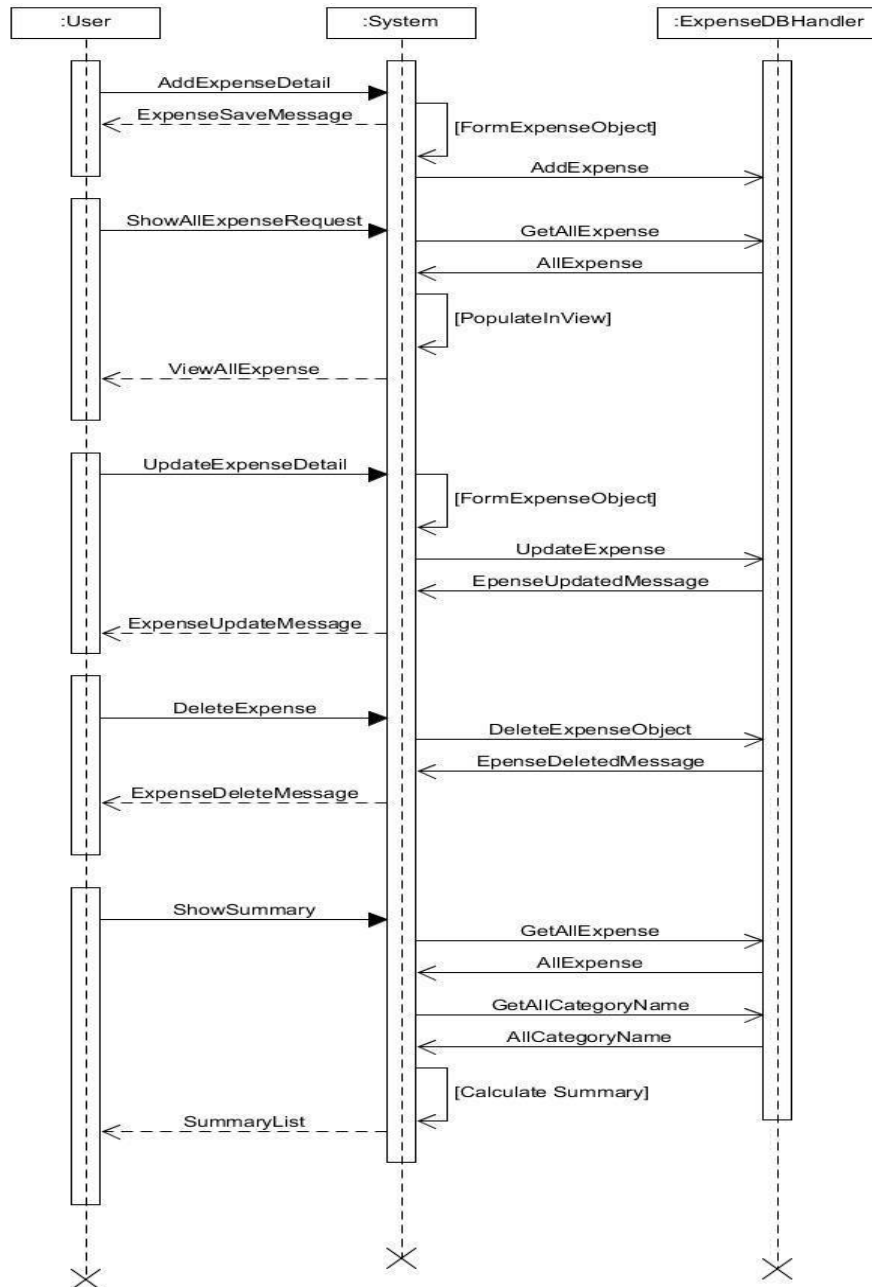 :User
:System
:ExpenseDBHandler
AddExpenseDetail
ExpenseSaveMessage
[FormExpenseObject]
AddExpense
ShowAllExpenseRequest
GetAllExpense
AllExpense
[PopulateInView]
ViewAllExpense
UpdateExpenseDetail
[FormExpenseObject]
UpdateExpense
EpenseUpdatedMessage
ExpenseUpdateMessage
DeleteExpense
DeleteExpenseObject
EpenseDeletedMessage
ExpenseDeleteMessage
ShowSummary
GetAllExpense
AllExpense
GetAllCategoryName
AllCategoryName
[Calculate Summary]
SummaryList